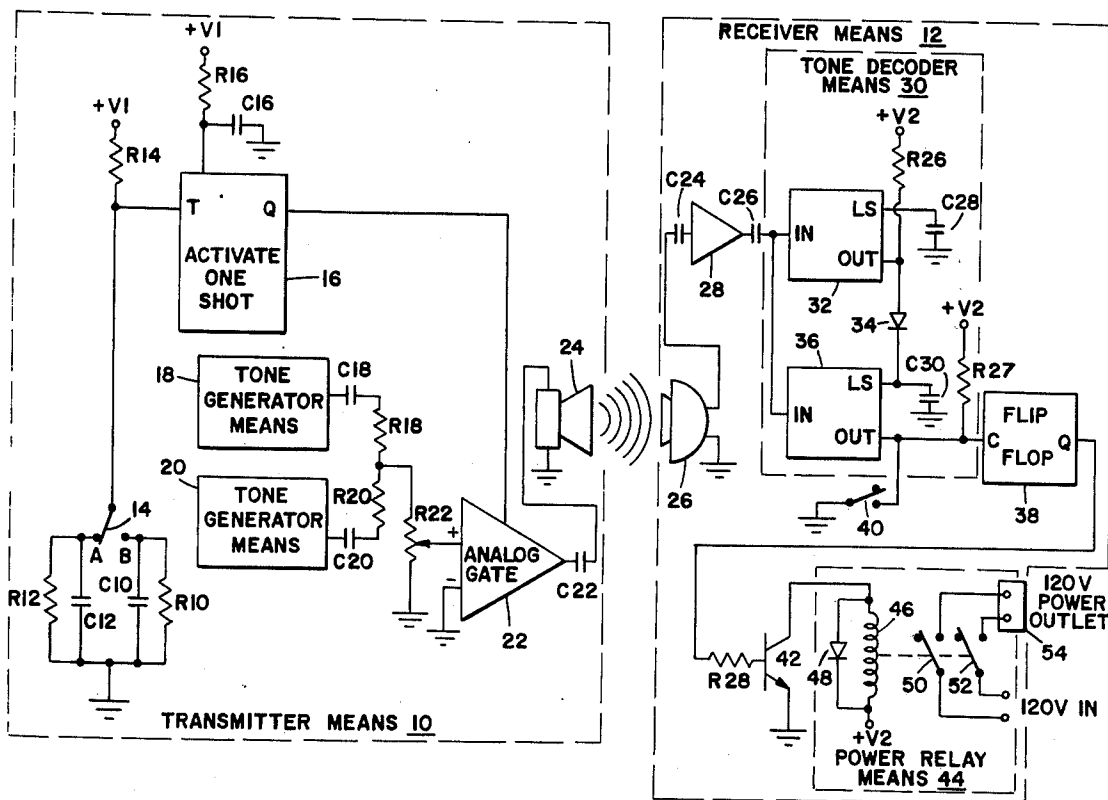 +V1
R16
C16
+V1
R14
T Q
ACTIVATE
ONE
SHOT
16
18
TONE
GENERATOR
MEANS
C18
R18
20
TONE
GENERATOR
MEANS
R20
C20
R22
+
-
ANALOG
GATE
22
C22
24
14
A B
R12
C12
C10
R10
TRANSMITTER MEANS 10
RECEIVER MEANS 12
TONE DECODER
MEANS 30
+V2
R26
C24
28
C26
IN
LS
OUT
32
C28
34
+V2
36
IN
LS
OUT
C30
R27
C Q
FLIP
FLOP
38
26
40
R28
42
48
46
50
52
120V
POWER
OUTLET
54
120V IN
+V2
POWER RELAY
MEANS 44